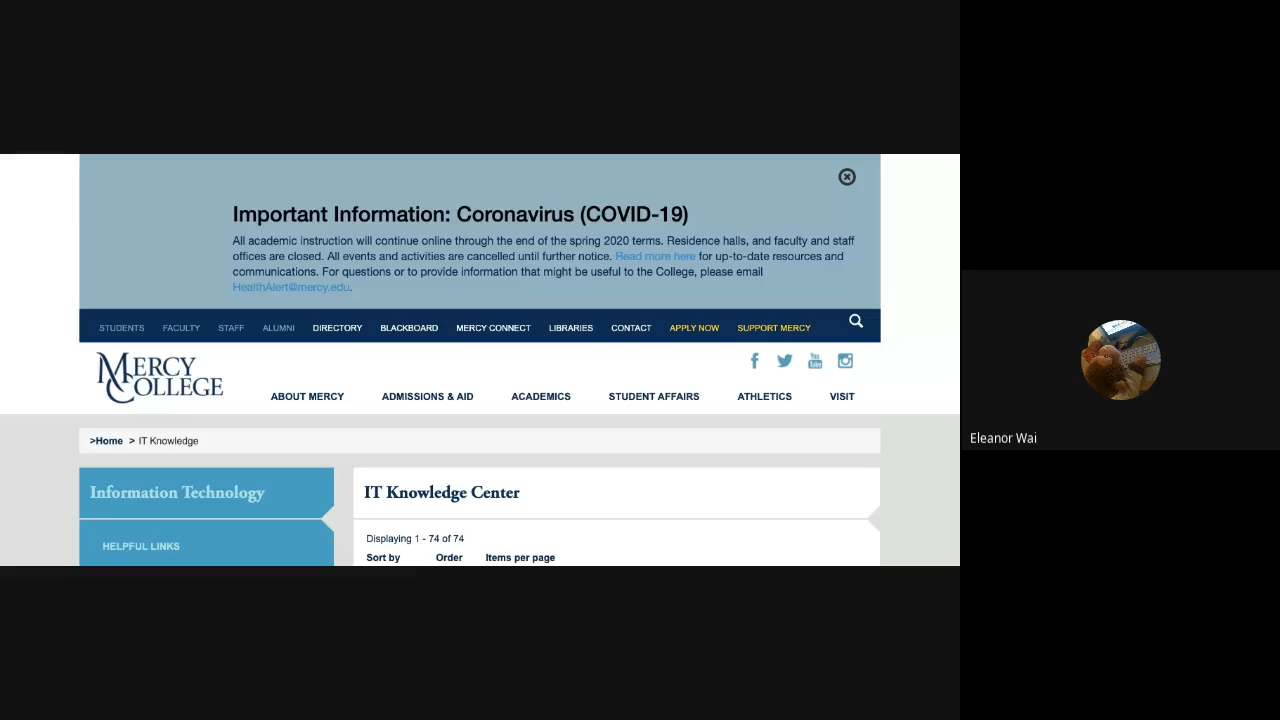 Important Information: Coronavirus (COVID-19)
All academic instruction will continue online through the end of the spring 2020 terms. Residence halls, and faculty and staff
offices are closed. All events and activities are cancelled until further notice. Read more here for up-to-date resources and
communications. For questions or to provide information that might be useful to the College, please email
HealthAlert@mercy.edu.
STUDENTS FACULTY STAFF ALUMNI DIRECTORY BLACKBOARD MERCY CONNECT LIBRARIES CONTACT APPLY NOW SUPPORT MERCY
You Tube
MERCY
COLLEGE
ABOUT MERCY ADMISSIONS & AID ACADEMICS STUDENT AFFAIRS ATHLETICS VISIT
>Home > IT Knowledge
Information Technology
HELPFUL LINKS
IT Knowledge Center
Displaying 1 - 74 of 74
Sort by Order Items per page
Eleanor Wai